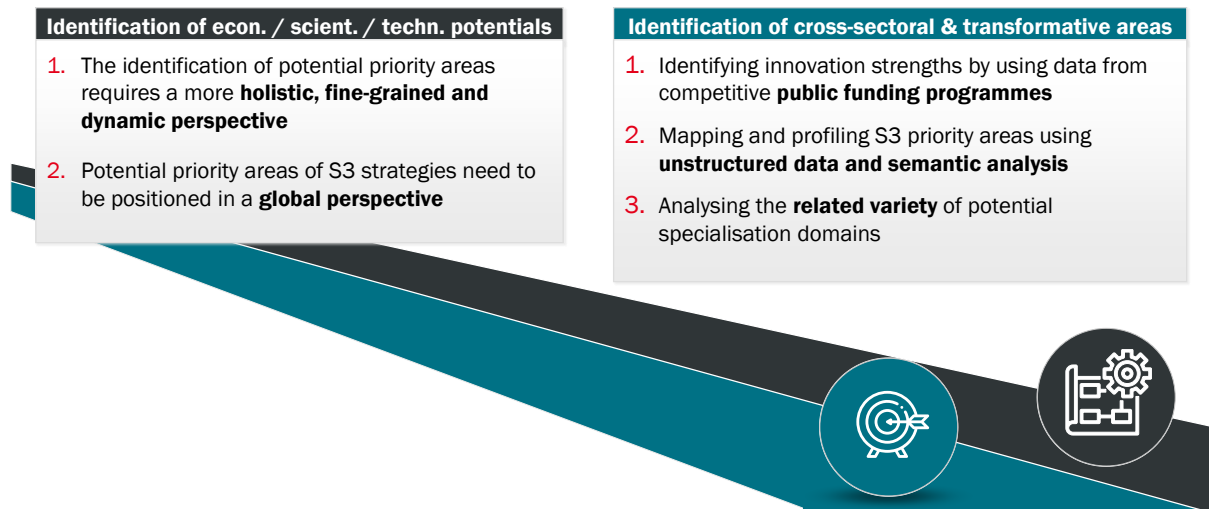 Identification of econ. / scient. / techn. potentials
1. The identification of potential priority areas
requires a more holistic, fine-grained and
dynamic perspective
2. Potential priority areas of S3 strategies need to
be positioned in a global perspective
Identification of cross-sectoral & transformative areas
1. Identifying innovation strengths by using data from
competitive public funding programmes
2. Mapping and profiling S3 priority areas using
unstructured data and semantic analysis
3. Analysing the related variety of potential
specialisation domains